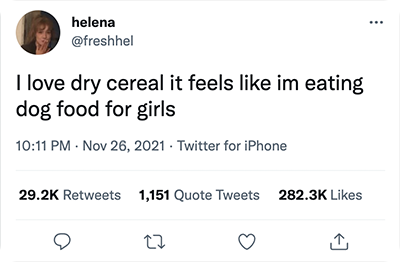 helena
@freshhel
I love dry cereal it feels like im eating
dog food for girls
10:11 PM · Nov 26, 2021 · Twitter for iPhone
29.2K Retweets 1,151 Quote Tweets 282.3K Likes